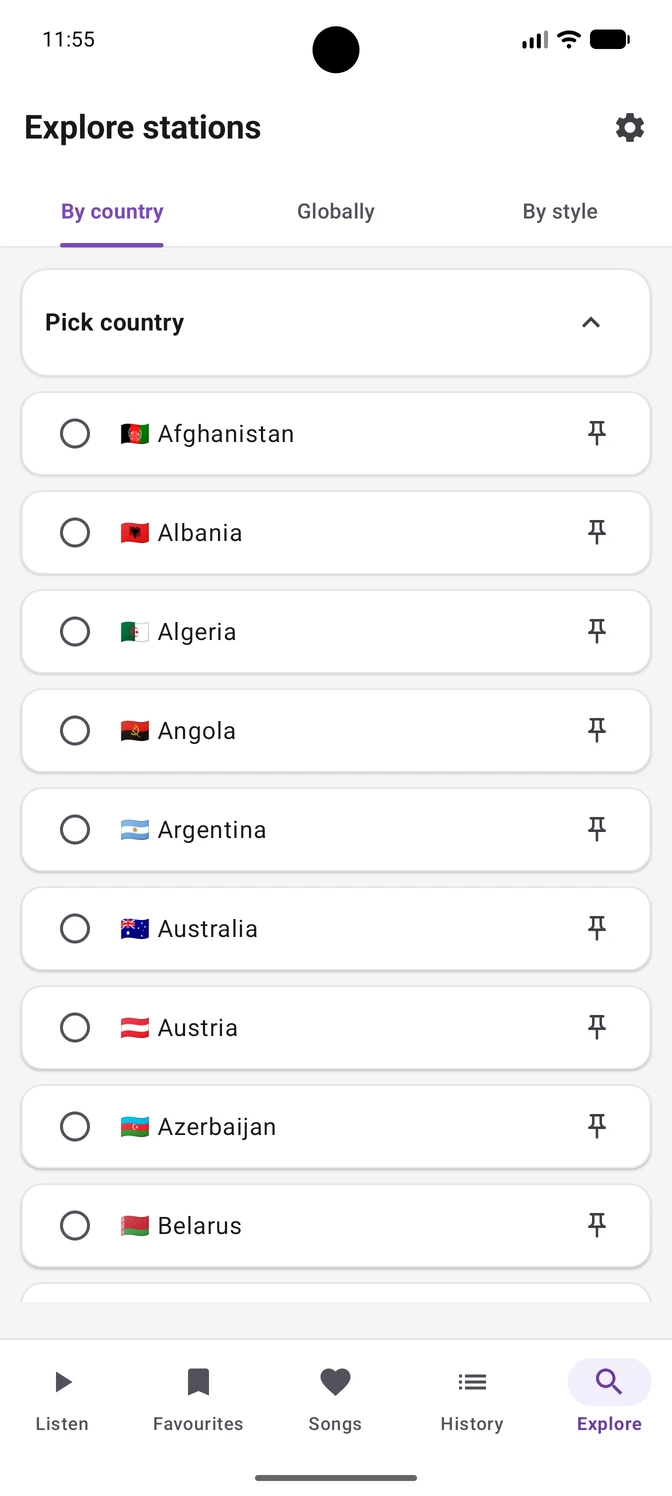 11:55
Explore stations
By country
Globally
By style
Pick country
Afghanistan
Albania
Algeria
Angola
Argentina
Australia
Austria
Azerbaijan
Belarus
Listen
Favourites
Songs
History
Explore